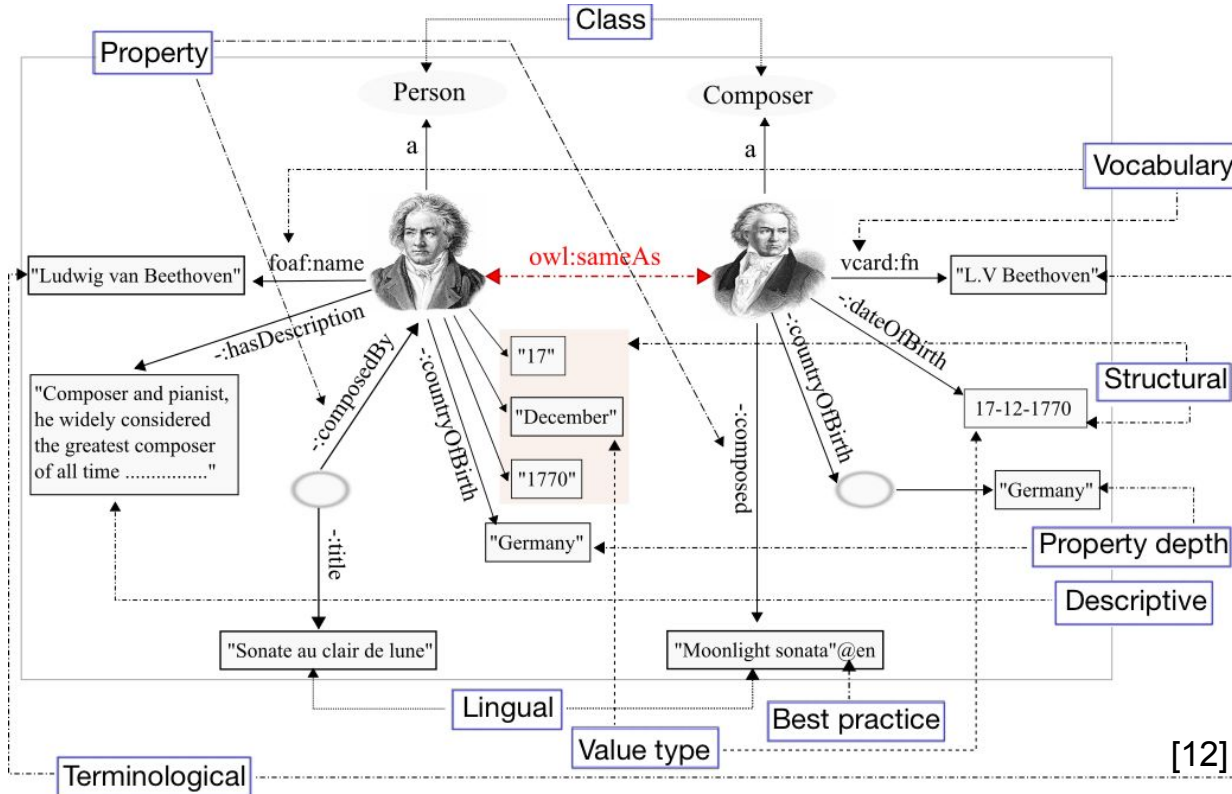 Class
Property
Person
Composer
a
a
Vocabulary
foaf:name
owl:sameAs
vcard:fn
"Ludwig van Beethoven"
"L.V Beethoven"
-:hasDescription
-:composedBy
-:countryOfBirth
-:dateOfBirth
-:countryOfBirth
-:composed
"17"
"December"
"1770"
Structural
17-12-1770
"Composer and pianist,
he widely considered
the greatest composer
of all time ................"
"Germany"
"Germany"
Property depth
-:title
Descriptive
"Sonate au clair de lune"
"Moonlight sonata"@en
Lingual
Best practice
Value type
[12]
Terminological